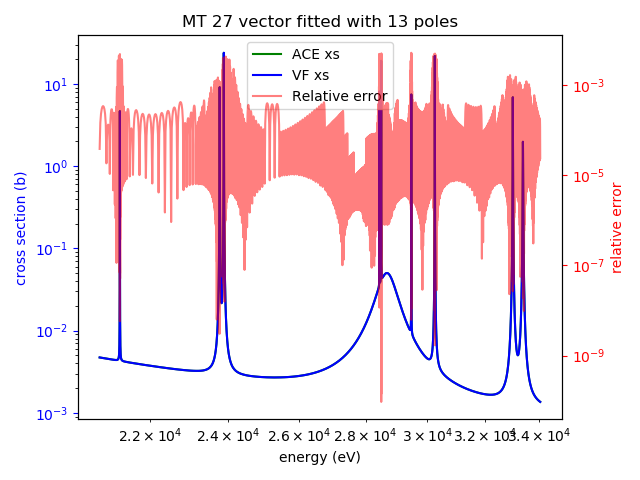 MT 27 vector fitted with 13 poles
ACE xs
VF xs
Relative error
10¹
10⁰
10⁻¹
10⁻²
10⁻³
cross section (b)
10⁻³
10⁻⁵
10⁻⁷
10⁻⁹
relative error
2.2 × 10⁴ 2.4 × 10⁴ 2.6 × 10⁴ 2.8 × 10⁴ 3 × 10⁴ 3.2 × 10⁴ 3.4 × 10⁴
energy (eV)